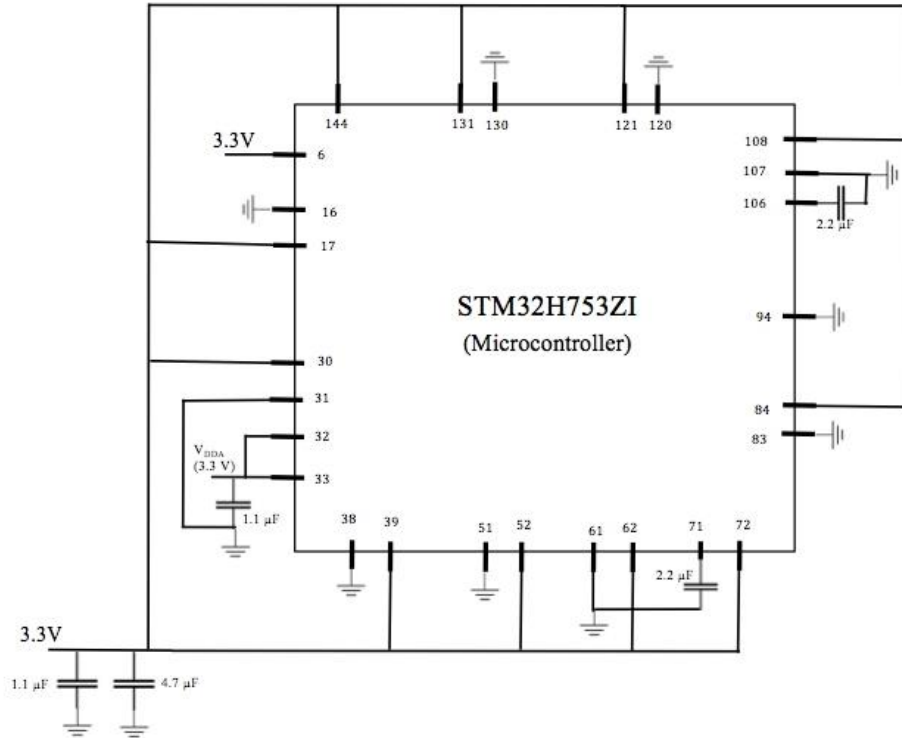 144
131
130
121
120
108
3.3V
6
107
106
16
2.2 µF
17
STM32H753ZI
(Microcontroller)
94
30
31
84
32
83
V_DDA
(3.3 V)
33
1.1 µF
38
39
51
52
61
62
71
72
2.2 µF
3.3V
1.1 µF
4.7 µF